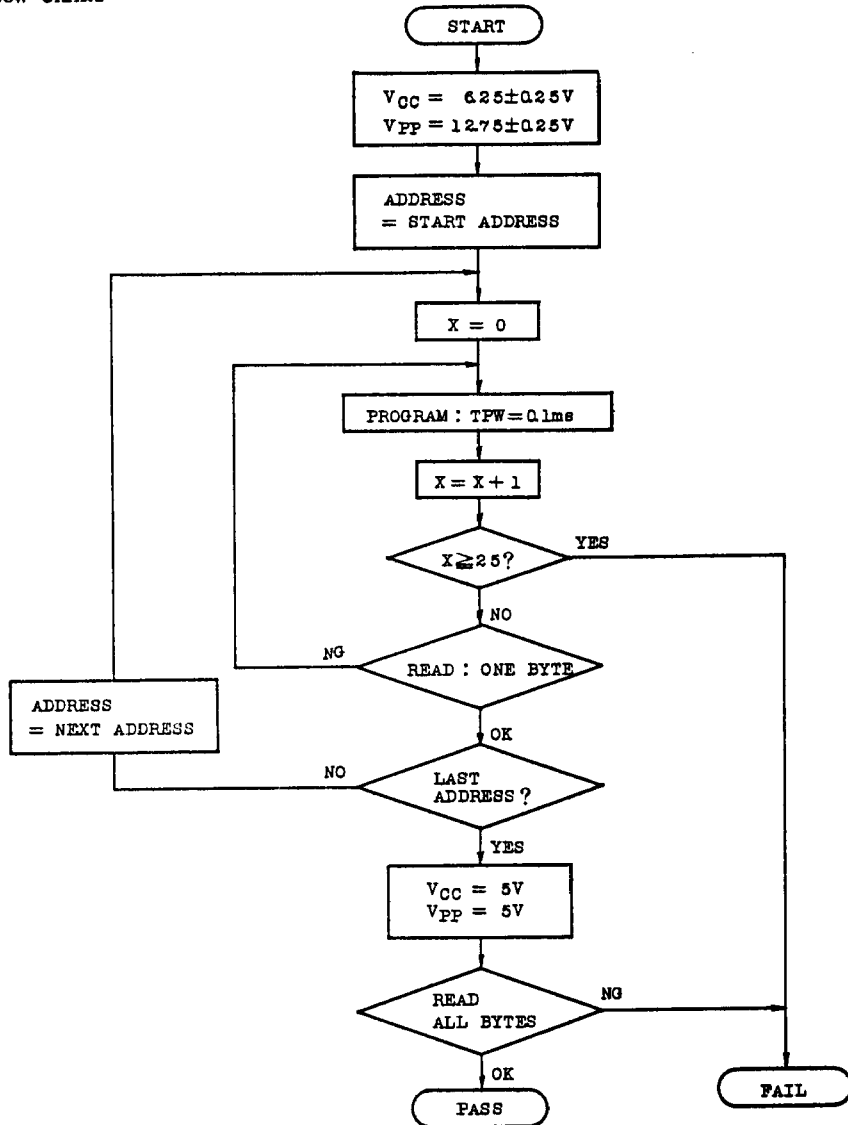 START
VCC = 6.25±0.25V
VPP = 12.75±0.25V
ADDRESS
= START ADDRESS
X = 0
PROGRAM : TPW = 0.1ms
X = X + 1
X≧25?
YES
NO
NG
READ : ONE BYTE
ADDRESS
= NEXT ADDRESS
OK
NO
LAST
ADDRESS ?
YES
VCC = 5V
VPP = 5V
READ
ALL BYTES
NG
OK
PASS
FAIL